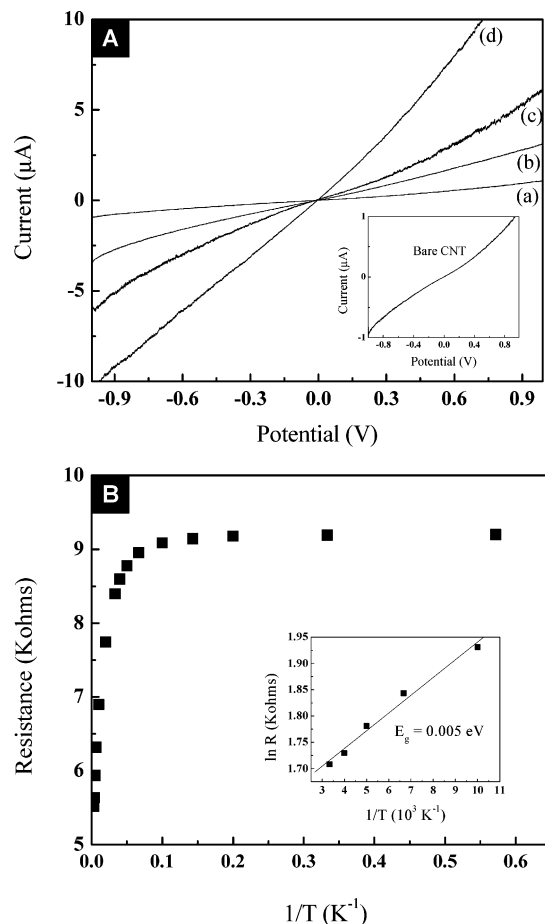 A
10
5
0
-5
-10
Current (μA)
(d)
(c)
(b)
(a)
1
0
-1
Current (μA)
Bare CNT
-0.8 -0.4 0.0 0.4 0.8
Potential (V)
-0.9 -0.6 -0.3 0.0 0.3 0.6 0.9
Potential (V)
B
10
9
8
7
6
5
Resistance (Kohms)
1.95
1.90
1.85
1.80
1.75
1.70
ln R (Kohms)
E_g = 0.005 eV
3 4 5 6 7 8 9 10 11
1/T (10³ K⁻¹)
0.0 0.1 0.2 0.3 0.4 0.5 0.6
1/T (K⁻¹)